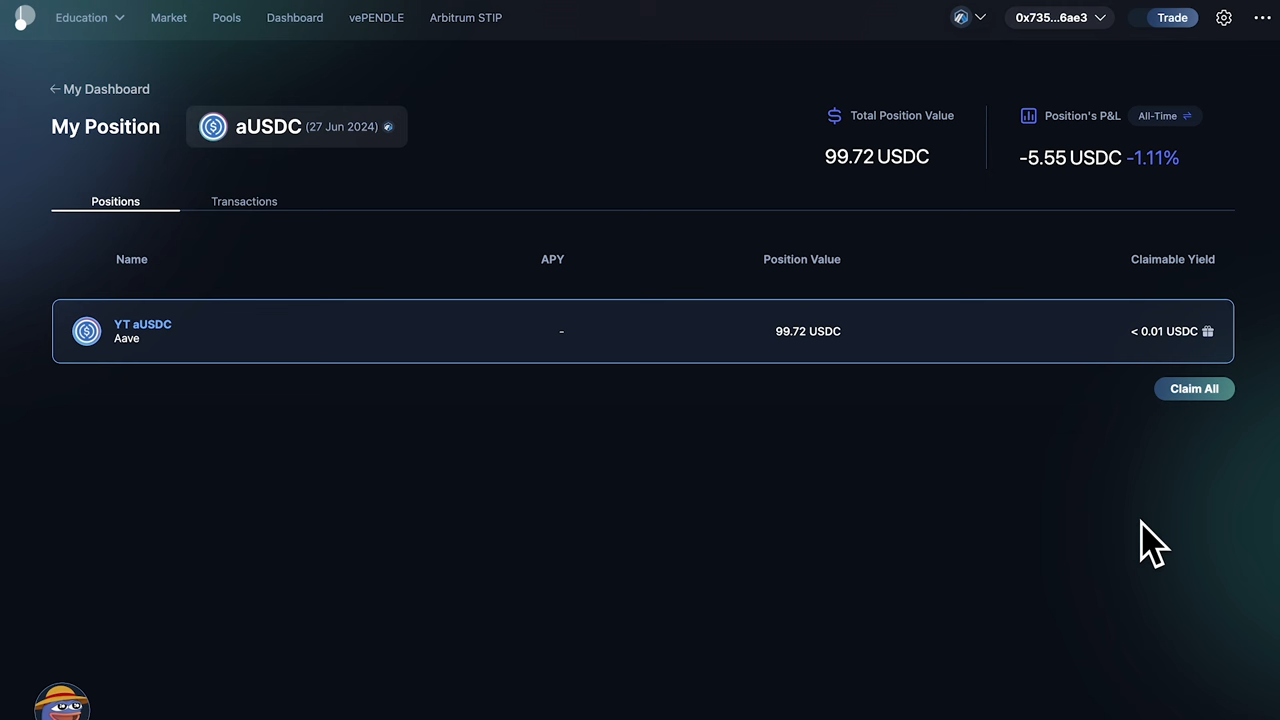 Education Market Pools Dashboard vePENDLE Arbitrum STIP 0x735...6ae3 Trade
My Dashboard
My Position aUSDC (27 Jun 2024)
Total Position Value
99.72 USDC
Position's P&L All-Time
-5.55 USDC -1.11%
Positions Transactions
Name APY Position Value Claimable Yield
YT aUSDC
Aave
- 99.72 USDC < 0.01 USDC
Claim All